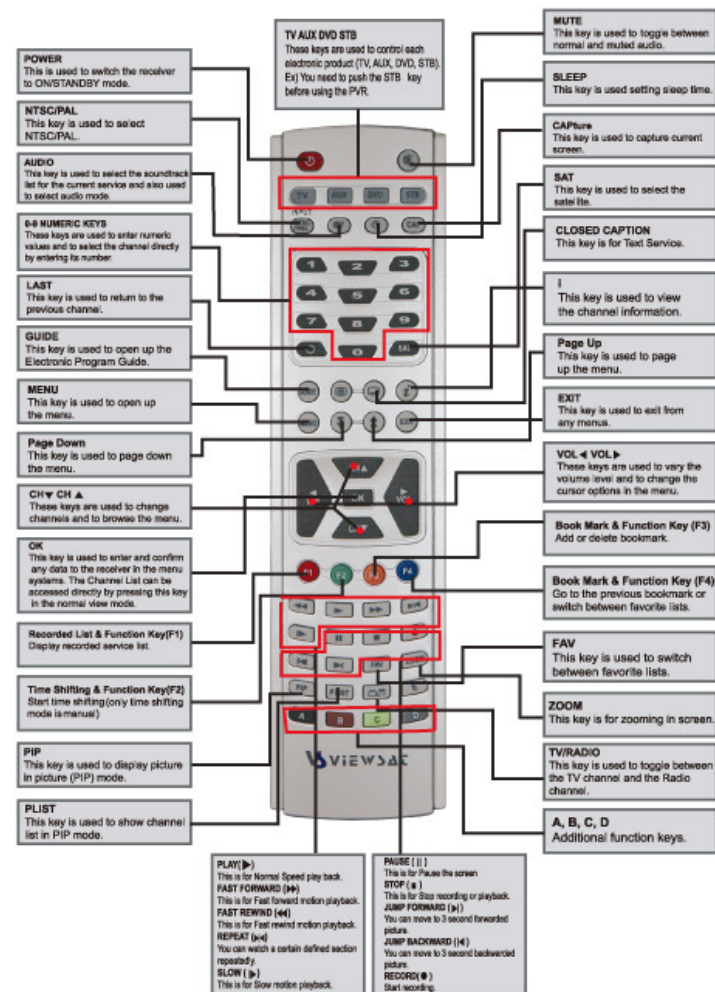 TV AUX DVD STB
These keys are used to control each
electronic product (TV, AUX, DVD, STB).
Ex) You need to push the STB key
before using the PVR.
POWER
This is used to switch the receiver
to ON/STANDBY mode.
NTSC/PAL
This key is used to select
NTSC/PAL.
AUDIO
This key is used to select the soundtrack
list for the current service and also used
to select audio mode.
0-9 NUMERIC KEYS
These keys are used to enter numeric
values and to select the channel directly
by entering its number.
LAST
This key is used to return to the
previous channel.
GUIDE
This key is used to open up the
Electronic Program Guide.
MENU
This key is used to open up
the menu.
Page Down
This key is used to page down
the menu.
CH▼ CH ▲
These keys are used to change
channels and to browse the menu.
OK
This key is used to enter and confirm
any data to the receiver in the menu
systems. The Channel List can be
accessed directly by pressing this key
in the normal view mode.
Recorded List & Function Key(F1)
Display recorded service list.
Time Shifting & Function Key(F2)
Start time shifting(only time shifting
mode is manual)
PIP
This key is used to display picture
in picture (PIP) mode.
PLIST
This key is used to show channel
list in PIP mode.
TV AUX DVD STB
INPUT
CAP
1 2 3
4 5 6
7 8 9
0 SAT
OK
VOL
F1 F2 F3 F4
FAV
PIP
A B C D
VIEWSAT
MUTE
This key is used to toggle between
normal and muted audio.
SLEEP
This key is used setting sleep time.
CAPture
This key is used to capture current
screen.
SAT
This key is used to select the
satellite.
CLOSED CAPTION
This key is for Text Service.
i
This key is used to view
the channel information.
Page Up
This key is used to page
up the menu.
EXIT
This key is used to exit from
any menus.
VOL ◀ VOL ▶
These keys are used to vary the
volume level and to change the
cursor options in the menu.
Book Mark & Function Key (F3)
Add or delete bookmark.
Book Mark & Function Key (F4)
Go to the previous bookmark or
switch between favorite lists.
FAV
This key is used to switch
between favorite lists.
ZOOM
This key is for zooming in screen.
TV/RADIO
This key is used to toggle between
the TV channel and the Radio
channel.
A, B, C, D
Additional function keys.
PLAY(▶)
This is for Normal Speed play back.
FAST FORWARD (▶▶)
This is for Fast forward motion playback.
FAST REWIND (◀◀)
This is for Fast rewind motion playback.
REPEAT (▶|◀)
You can watch a certain defined section
repeatedly.
SLOW (|▶)
This is for Slow motion playback.
PAUSE ( || )
This is for Pause the screen
STOP ( ■ )
This is for Stop recording or playback.
JUMP FORWARD (▶|)
You can move to 3 second forwarded
picture.
JUMP BACKWARD (|◀)
You can move to 3 second backwarded
picture.
RECORD( ● )
Start recording.